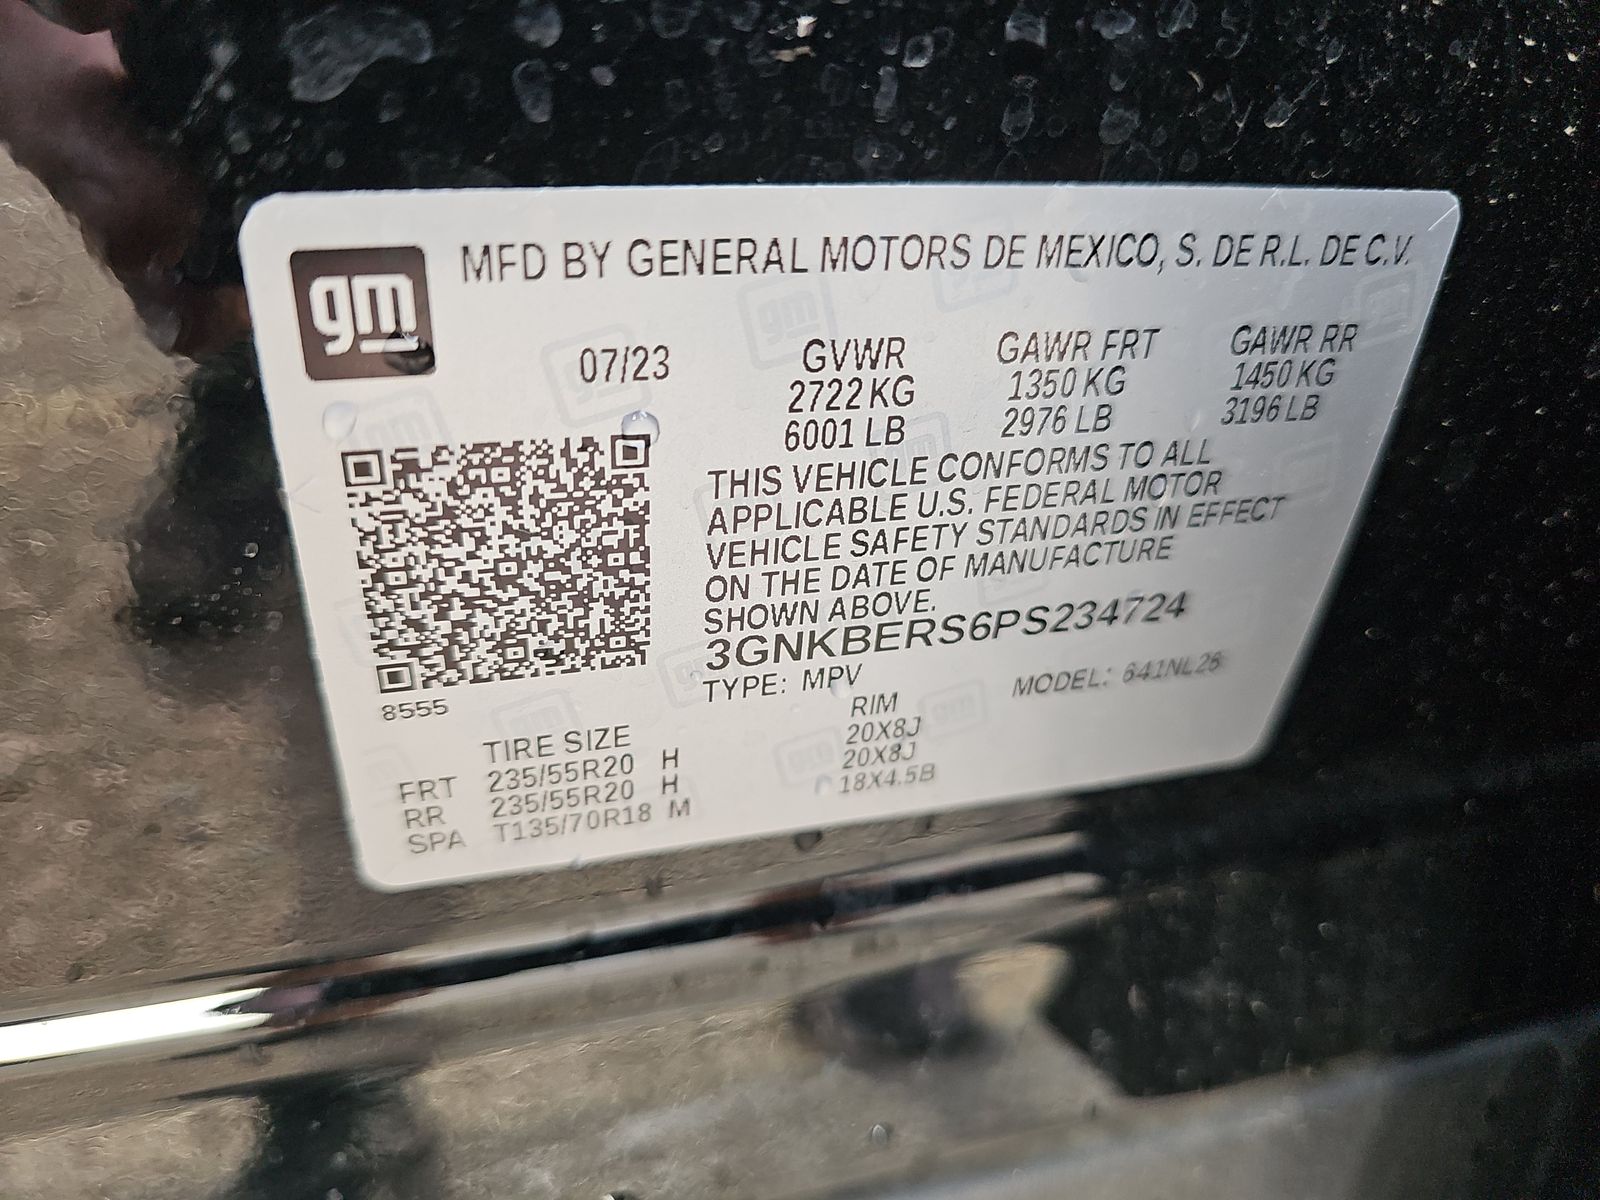 gm
MFD BY GENERAL MOTORS DE MEXICO, S. DE R.L. DE C.V.
07/23 GVWR GAWR FRT GAWR RR
2722 KG 1350 KG 1450 KG
6001 LB 2976 LB 3196 LB
THIS VEHICLE CONFORMS TO ALL
APPLICABLE U.S. FEDERAL MOTOR
VEHICLE SAFETY STANDARDS IN EFFECT
ON THE DATE OF MANUFACTURE
SHOWN ABOVE.
3GNKBERS6PS234724
TYPE: MPV MODEL: 641NL26
8555
TIRE SIZE RIM
FRT 235/55R20 H 20X8J
RR 235/55R20 H 20X8J
SPA T135/70R18 M 18X4.5B